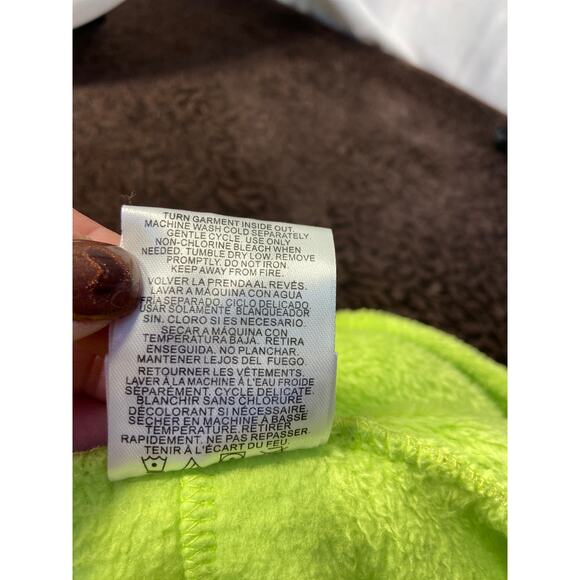 TURN GARMENT INSIDE OUT.
MACHINE WASH COLD SEPARATELY
GENTLE CYCLE. USE ONLY
NON-CHLORINE BLEACH WHEN
NEEDED. TUMBLE DRY LOW. REMOVE
PROMPTLY. DO NOT IRON.
KEEP AWAY FROM FIRE.
VOLVER LA PRENDA AL REVÉS.
LAVAR A MÁQUINA CON AGUA
FRÍA SEPARADO. CICLO DELICADO.
USAR SOLAMENTE BLANQUEADOR
SIN. CLORO SI ES NECESARIO.
SECAR A MÁQUINA CON
TEMPERATURA BAJA. RETIRA
ENSEGUIDA. NO PLANCHAR.
MANTENER LEJOS DEL FUEGO.
RETOURNER LES VÊTEMENTS.
LAVER À LA MACHINE À L'EAU FROIDE
SÉPARÉMENT. CYCLE DELICATE.
BLANCHIR SANS CHLORURE
DÉCOLORANT SI NÉCESSAIRE.
SÉCHER EN MACHINE À BASSE
TEMPÉRATURE. RETIRER
RAPIDEMENT. NE PAS REPASSER.
TENIR À L'ÉCART DU FEU.